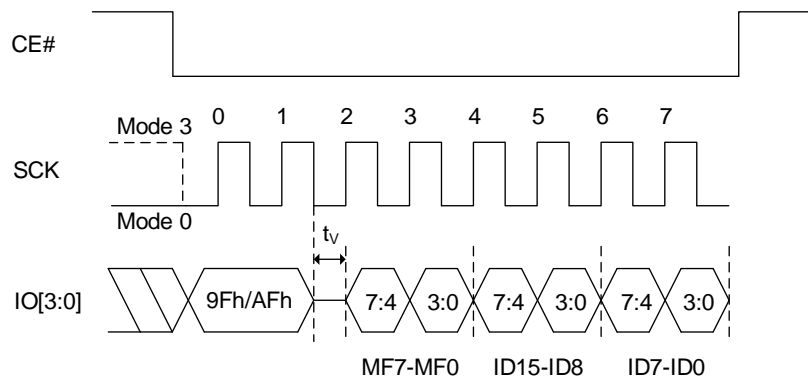 CE#
0 1 2 3 4 5 6 7
Mode 3
SCK
Mode 0
tV
IO[3:0]
9Fh/AFh 7:4 3:0 7:4 3:0 7:4 3:0
MF7-MF0 ID15-ID8 ID7-ID0